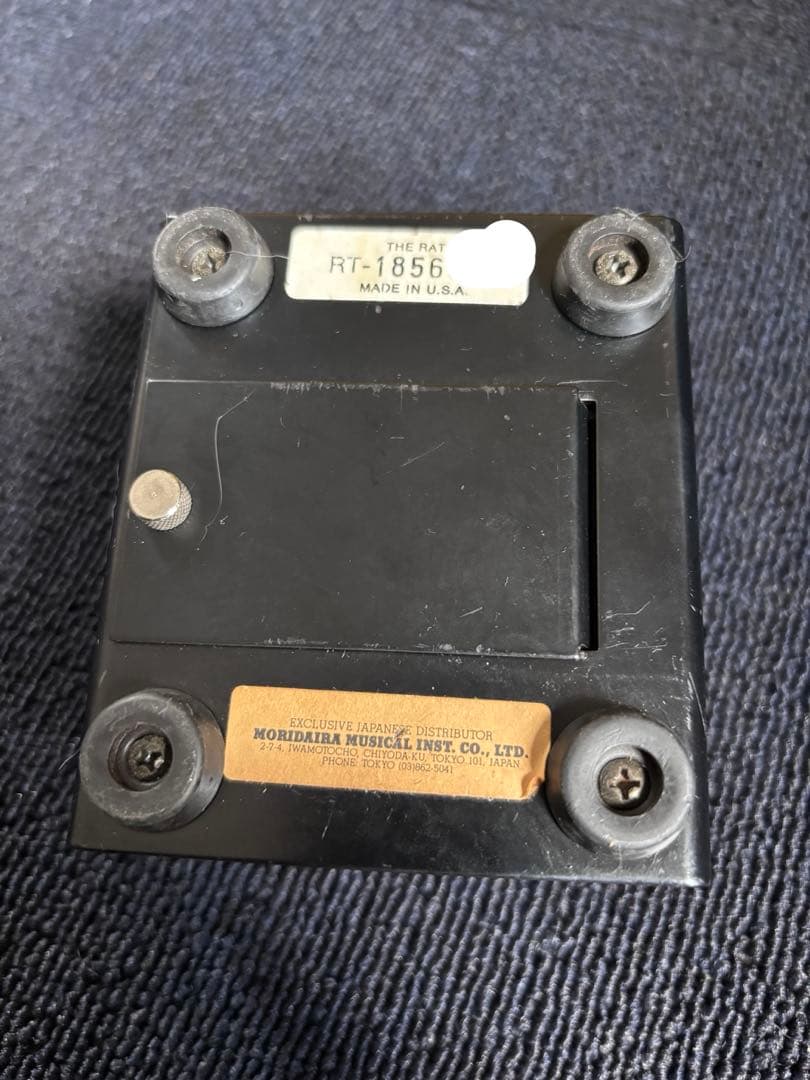 THE RAT
RT-1856
MADE IN U.S.A.
EXCLUSIVE JAPANESE DISTRIBUTOR
MORIDAIRA MUSICAL INST. CO., LTD.
2-7-4, IWAMOTOCHO, CHIYODA-KU, TOKYO 101, JAPAN
PHONE: TOKYO (03)862-5041